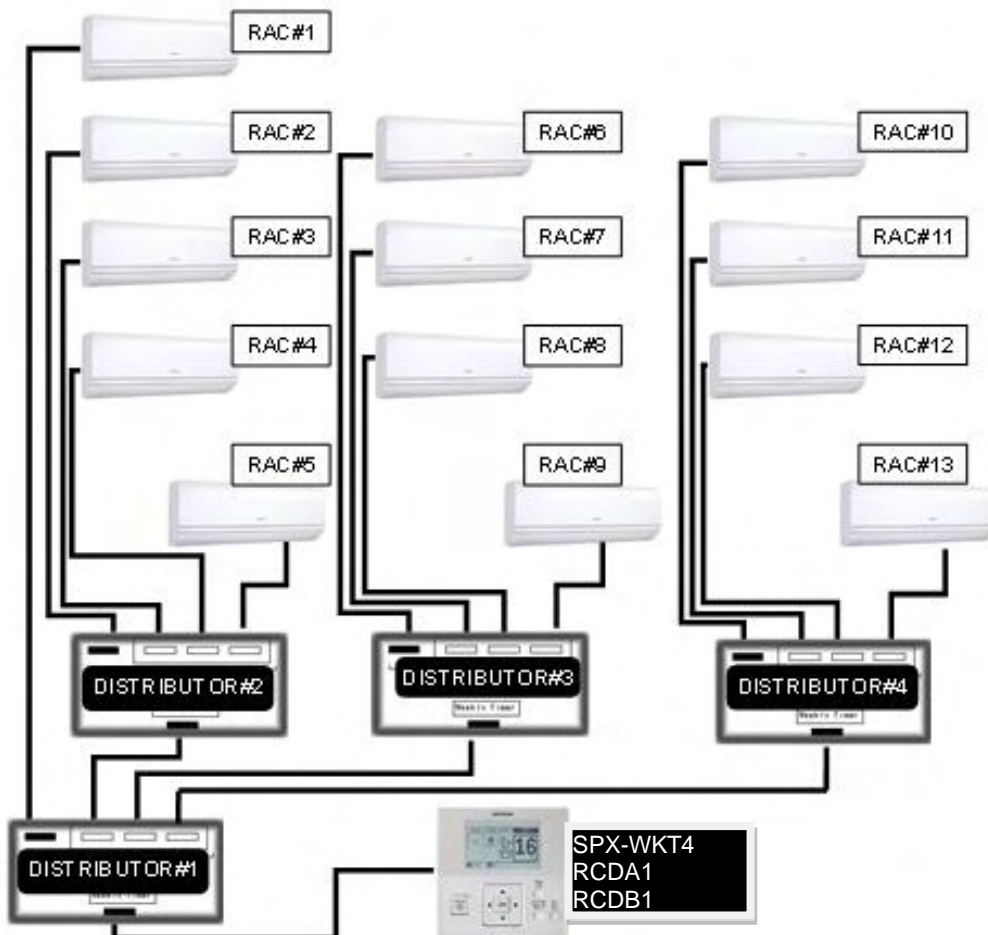 RAC#1
RAC#2
RAC#6
RAC#10
RAC#3
RAC#7
RAC#11
RAC#4
RAC#8
RAC#12
RAC#5
RAC#9
RAC#13
DISTRIBUTOR#2
DISTRIBUTOR#3
DISTRIBUTOR#4
Weekly Timer
Weekly Timer
DISTRIBUTOR#1
16
SPX-WKT4
RCDA1
RCDB1